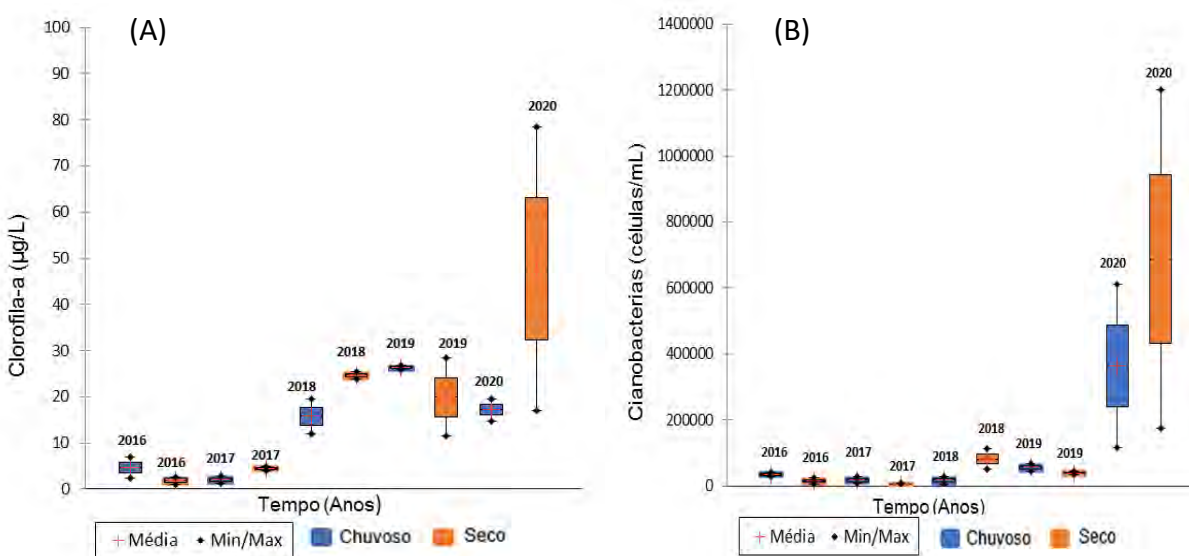 (A)
Clorofila-a (µg/L)
100
90
80
70
60
50
40
30
20
10
0
2016
2016
2017
2017
2018
2018
2019
2019
2020
2020
Tempo (Anos)
Média
Min/Max
Chuvoso
Seco
(B)
Cianobacterias (células/mL)
1400000
1200000
1000000
800000
600000
400000
200000
0
2016
2016
2017
2017
2018
2018
2019
2019
2020
2020
Tempo (Anos)
Média
Min/Max
Chuvoso
Seco